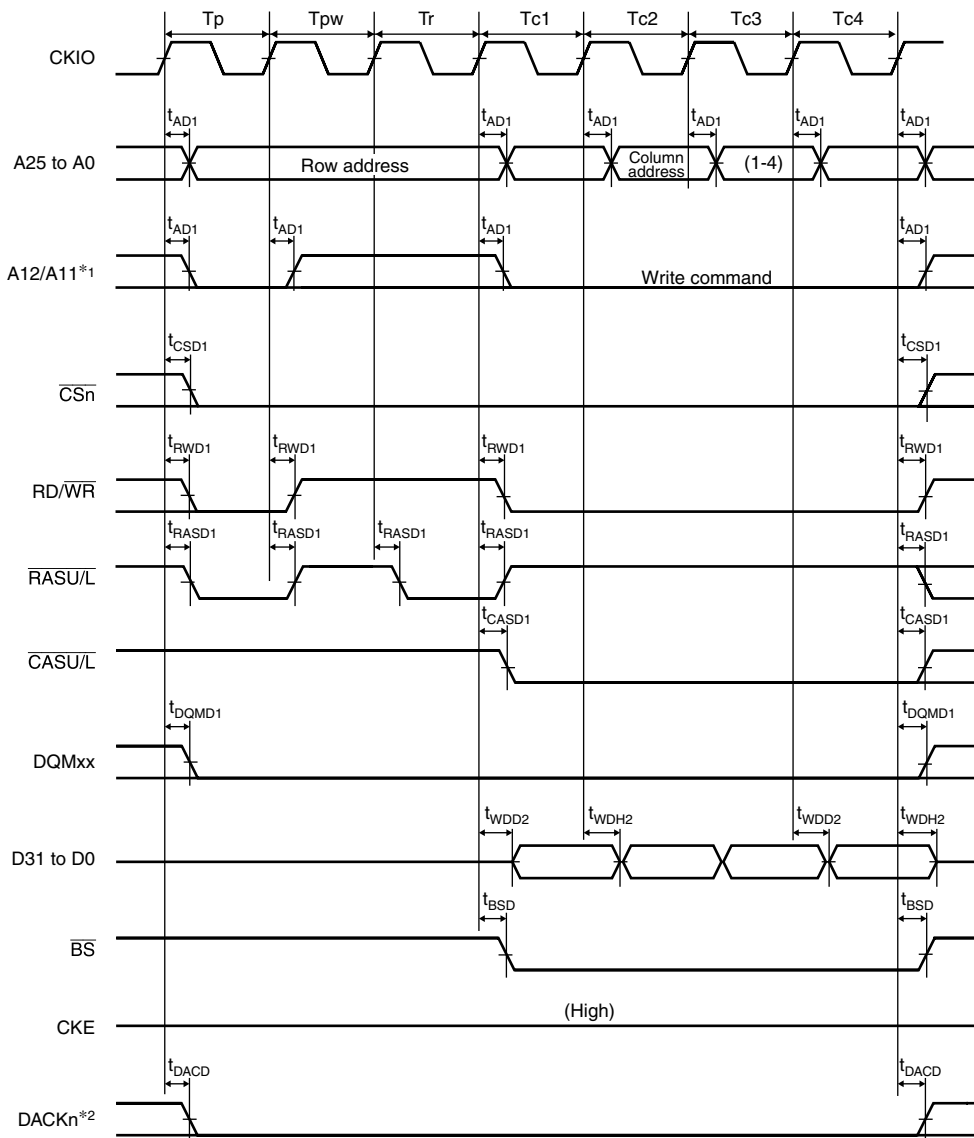 Tp Tpw Tr Tc1 Tc2 Tc3 Tc4
CKIO
tAD1 tAD1 tAD1 tAD1 tAD1 tAD1
A25 to A0 Row address Column address (1-4)
tAD1 tAD1 tAD1 tAD1
A12/A11*1 Write command
tCSD1 tCSD1
CSn
tRWD1 tRWD1 tRWD1 tRWD1
RD/WR
tRASD1 tRASD1 tRASD1 tRASD1 tRASD1
RASU/L
tCASD1 tCASD1
CASU/L
tDQMD1 tDQMD1
DQMxx
tWDD2 tWDH2 tWDD2 tWDH2
D31 to D0
tBSD tBSD
BS
(High)
CKE
tDACD tDACD
DACKn*2